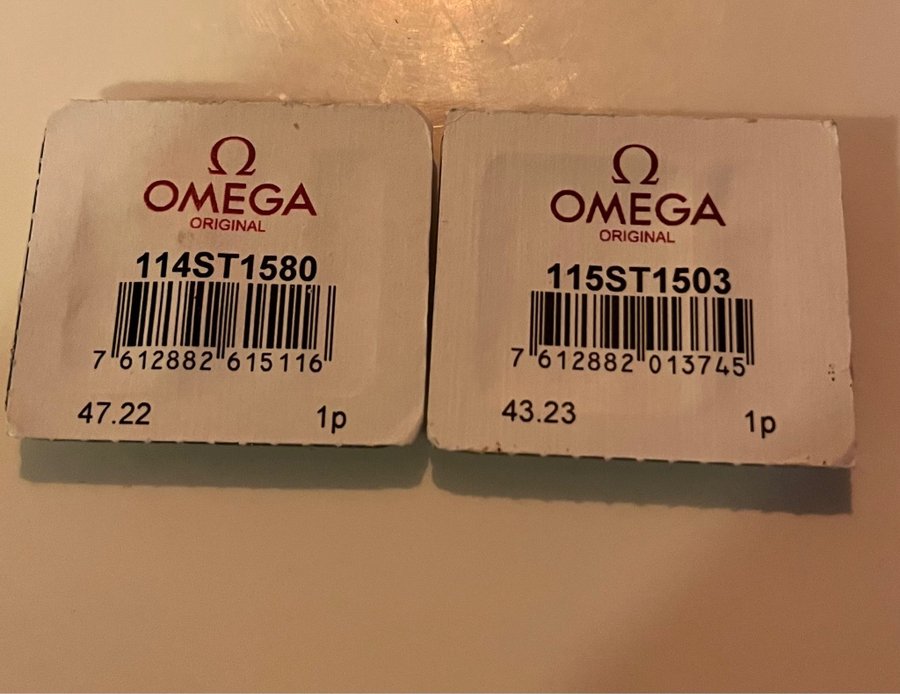 Ω
OMEGA
ORIGINAL
114ST1580
7 612882 615116
47.22 1p
Ω
OMEGA
ORIGINAL
115ST1503
7 612882 013745
43.23 1p